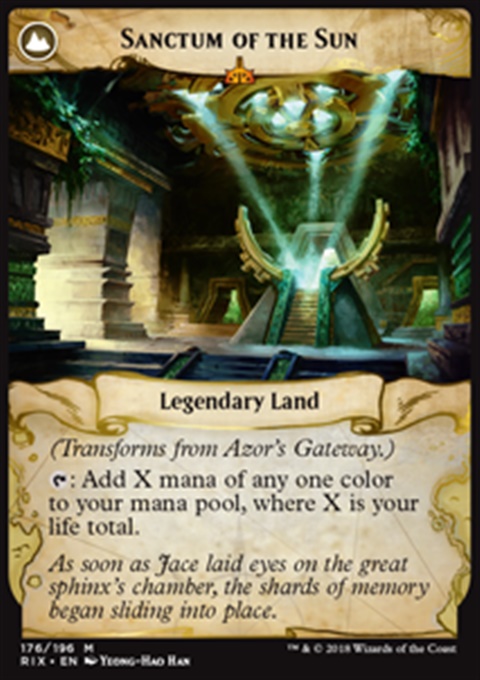 SANCTUM OF THE SUN
Legendary Land
(Transforms from Azor's Gateway.)
: Add X mana of any one color
to your mana pool, where X is your
life total.
As soon as Jace laid eyes on the great
sphinx's chamber, the shards of memory
began sliding into place.
176/196 M
RIX • EN YEONG-HAO HAN
™ & © 2018 Wizards of the Coast